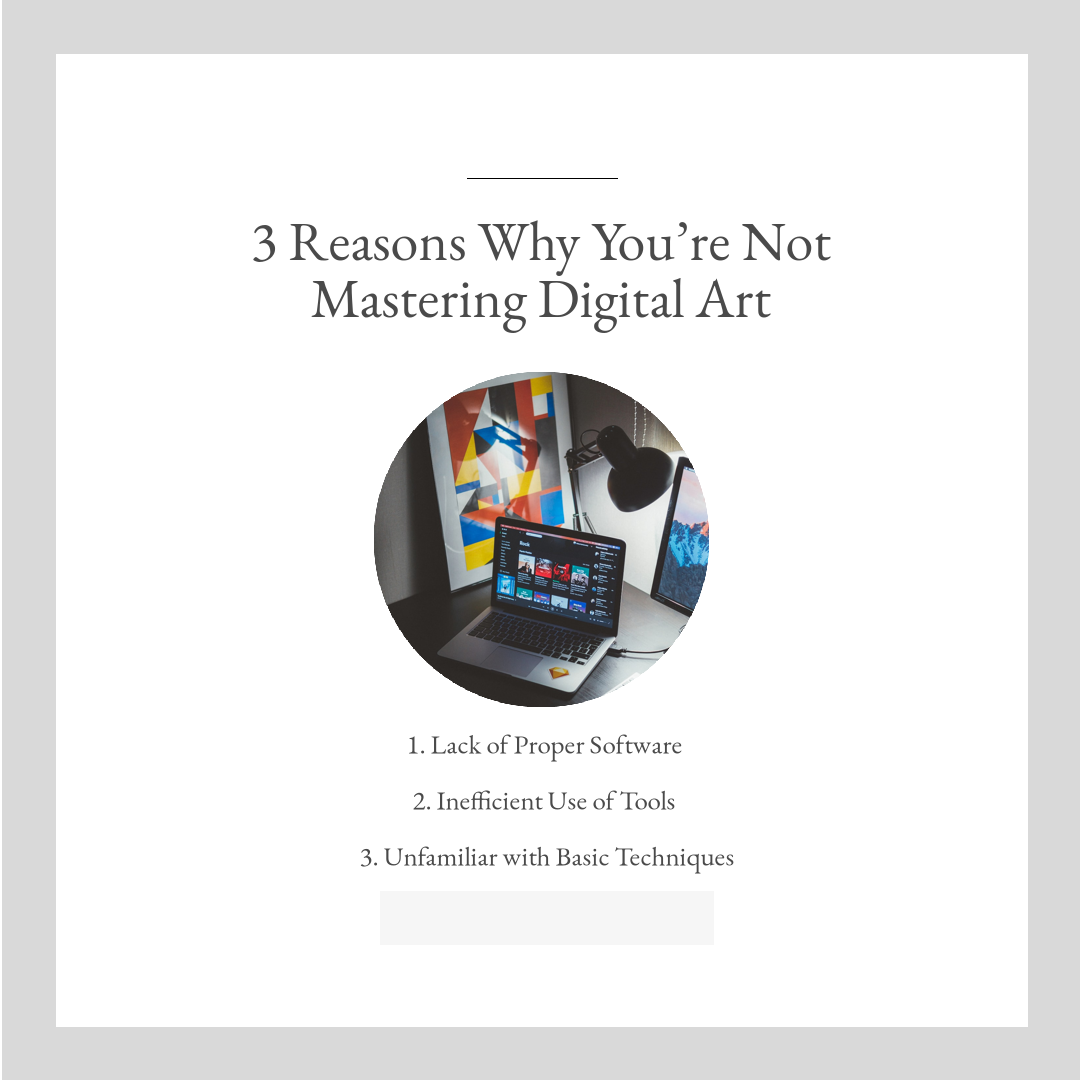 3 Reasons Why You’re Not
Mastering Digital Art
1. Lack of Proper Software
2. Inefficient Use of Tools
3. Unfamiliar with Basic Techniques